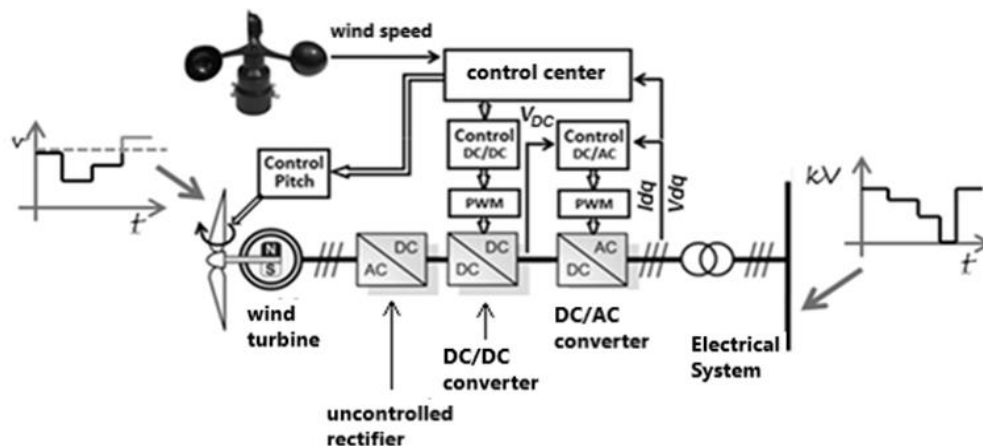 wind speed
control center
V_DC
Control
DC/DC
Control
DC/AC
Control
Pitch
PWM
PWM
Idq
Vdq
v
t
kV
t
N
S
AC
DC
DC
DC
DC
AC
wind
turbine
DC/DC
converter
DC/AC
converter
Electrical
System
uncontrolled
rectifier